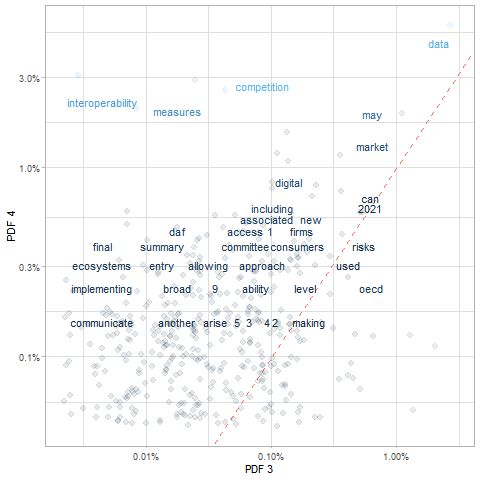 data
3.0%
competition
interoperability
measures
may
market
1.0%
digital
can
including
2021
associated new
daf
access 1 firms
final summary committee consumers risks
PDF 4
0.3%
ecosystems entry allowing approach used
implementing broad 9 ability level oecd
communicate another arise 5 3 4 2 making
0.1%
0.01% 0.10% 1.00%
PDF 3